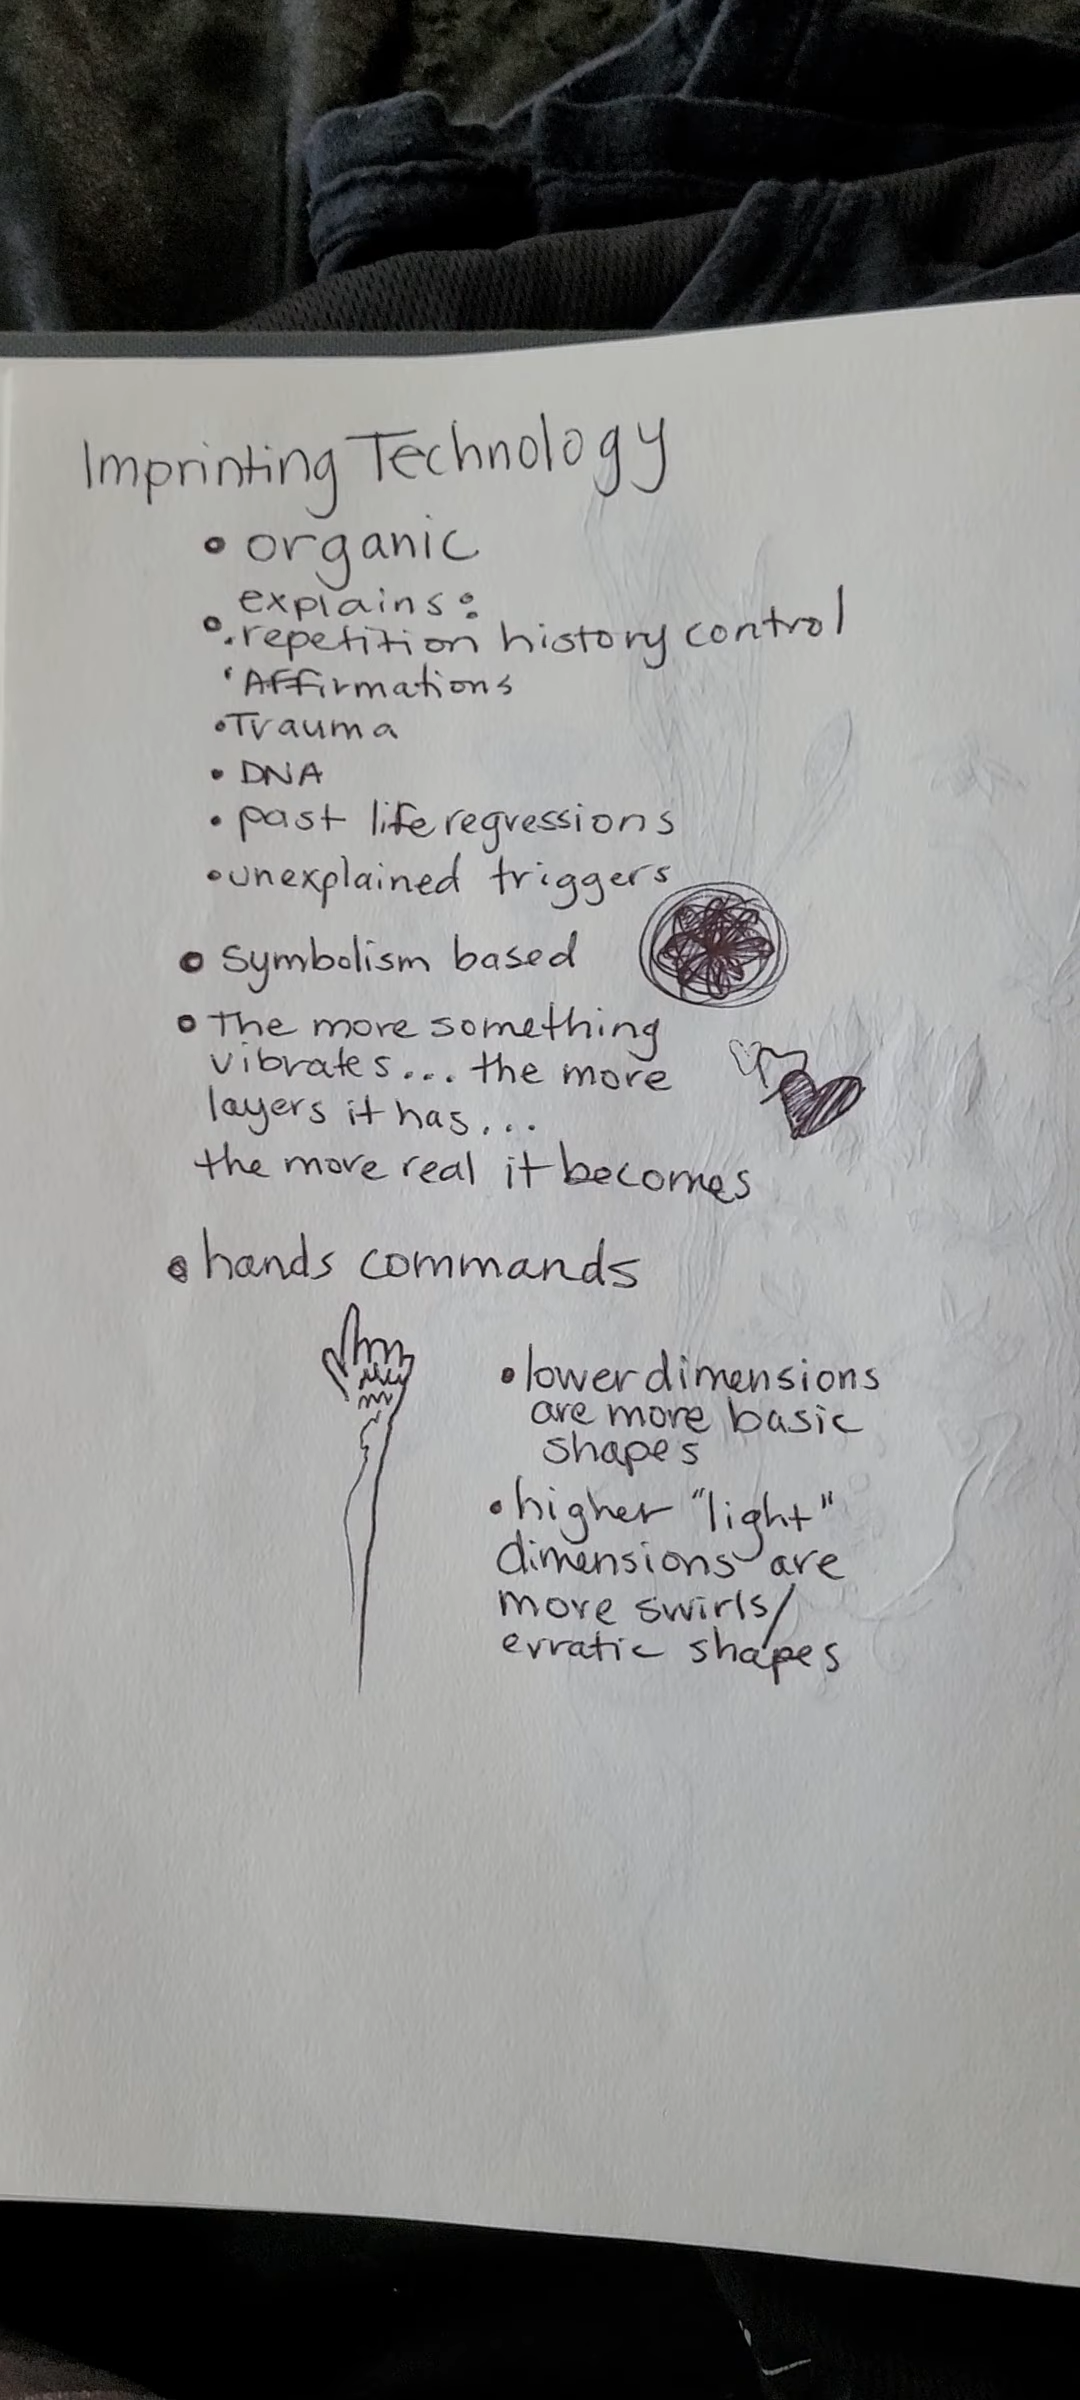 Imprinting Technology
• organic
explains:
• repetition history control
• Affirmations
• Trauma
• DNA
• past life regressions
• unexplained triggers
• symbolism based
• The more something
vibrates... the more
layers it has...
the more real it becomes
• hands commands
• lower dimensions
are more basic
shapes
• higher "light"
dimensions are
more swirls/
erratic shapes